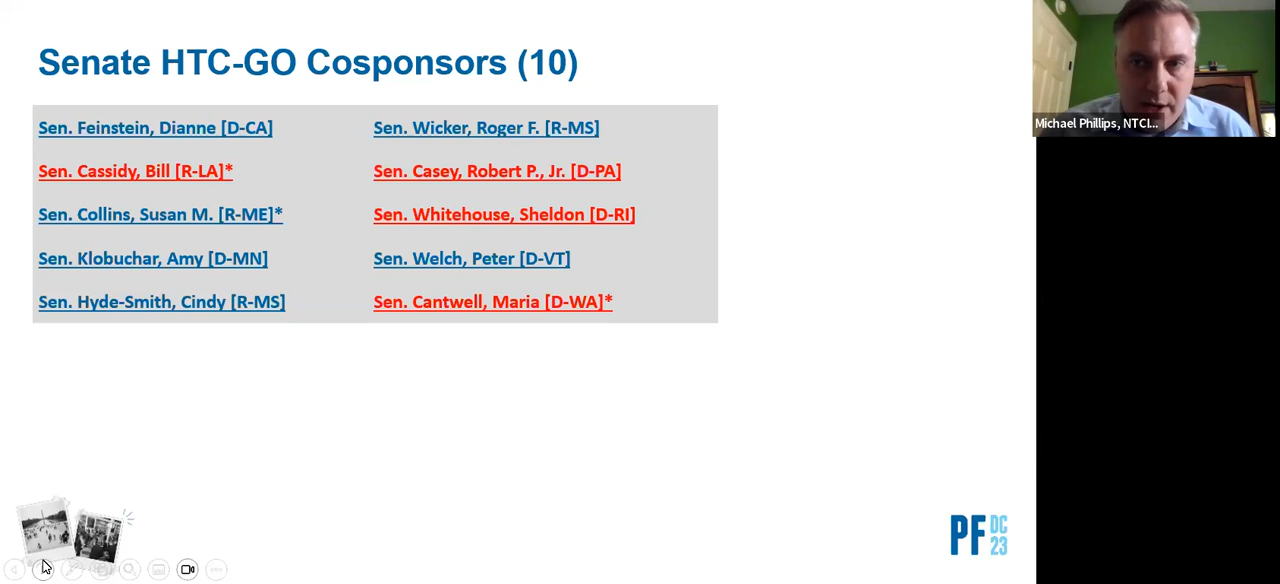 Senate HTC-GO Cosponsors (10)
Sen. Feinstein, Dianne [D-CA]
Sen. Cassidy, Bill [R-LA]*
Sen. Collins, Susan M. [R-ME]*
Sen. Klobuchar, Amy [D-MN]
Sen. Hyde-Smith, Cindy [R-MS]
Sen. Wicker, Roger F. [R-MS]
Sen. Casey, Robert P., Jr. [D-PA]
Sen. Whitehouse, Sheldon [D-RI]
Sen. Welch, Peter [D-VT]
Sen. Cantwell, Maria [D-WA]*
Michael Phillips, NTCI...
PF DC
23